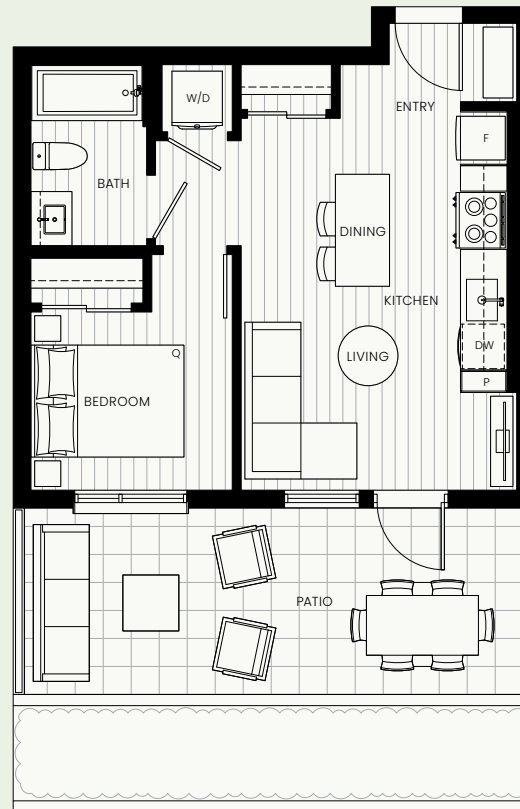 W/D
ENTRY
F
BATH
DINING
KITCHEN
DW
LIVING
Q
P
BEDROOM
PATIO